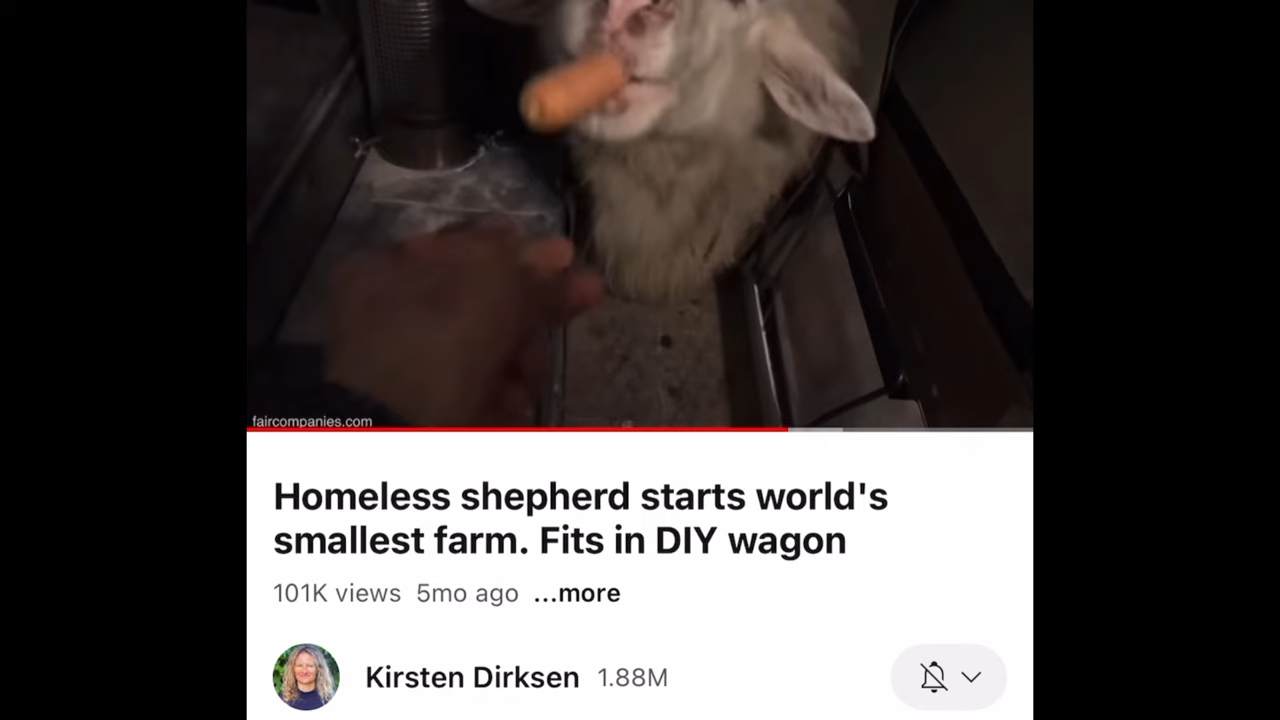 faircompanies.com
Homeless shepherd starts world's
smallest farm. Fits in DIY wagon
101K views 5mo ago ...more
Kirsten Dirksen 1.88M